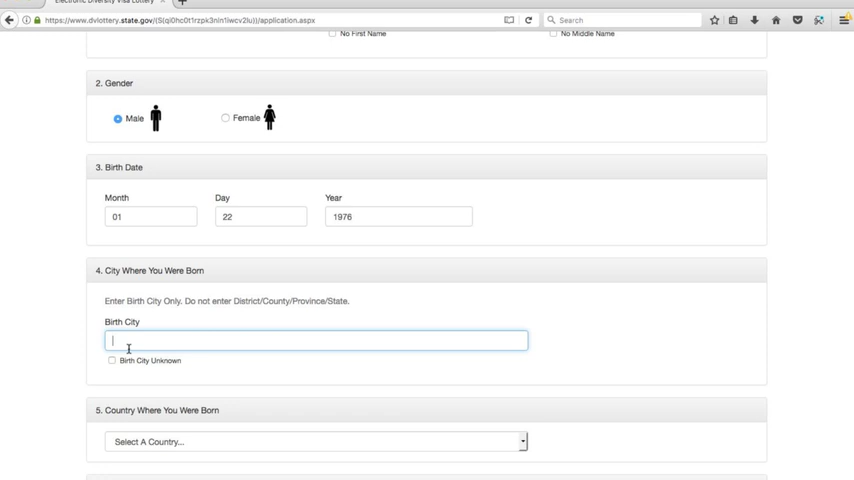 Electronic Diversity Visa Lottery
https://www.dvlottery.state.gov/(S(qi0hc0t1rzpk3nin1iwcv2lu))/application.aspx
Search
No First Name
No Middle Name
2. Gender
Male
Female
3. Birth Date
Month
Day
Year
01
22
1976
4. City Where You Were Born
Enter Birth City Only. Do not enter District/County/Province/State.
Birth City
Birth City Unknown
5. Country Where You Were Born
Select A Country...